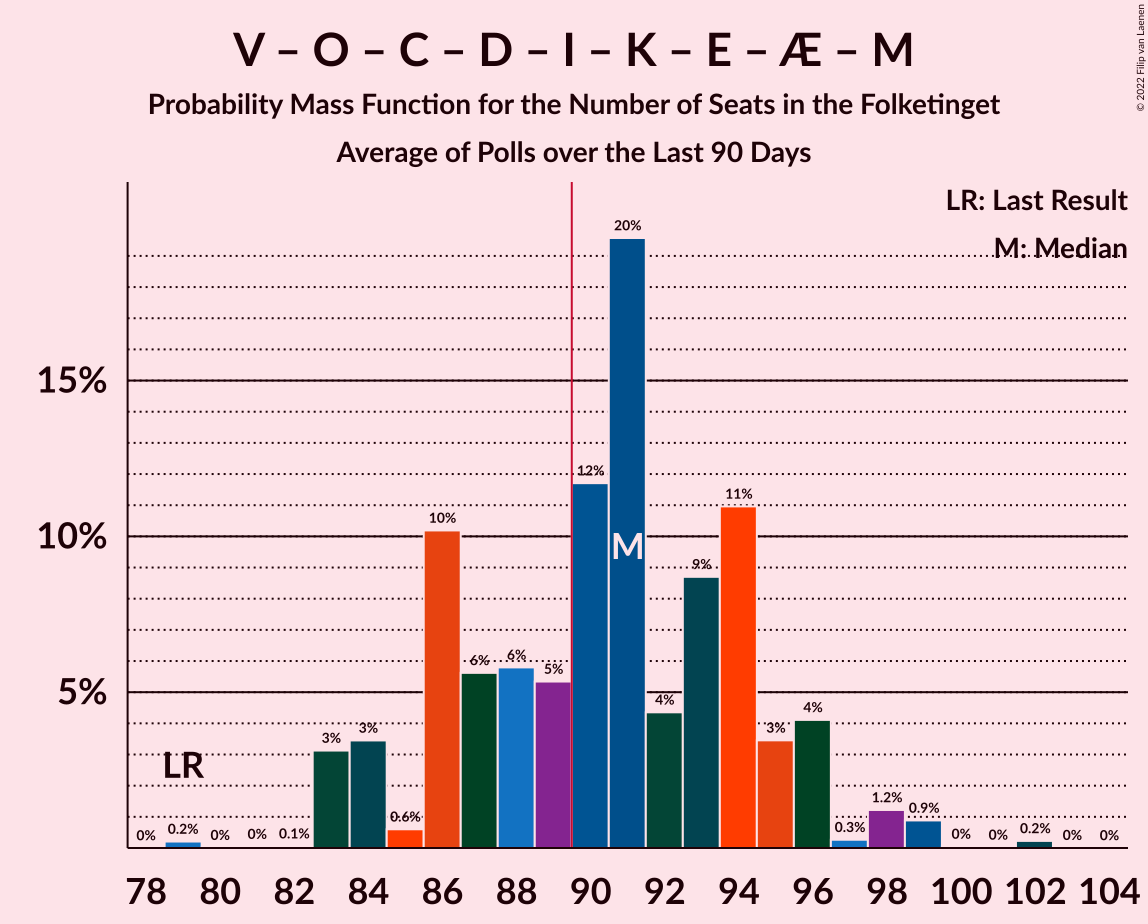 V – O – C – D – I – K – E – Æ – M
Probability Mass Function for the Number of Seats in the Folketinget
Average of Polls over the Last 90 Days
© 2022 Filip van Laenen
LR: Last Result
M: Median
15%
10%
5%
LR
M
0% 0.2% 0% 0% 0.1% 3% 3% 0.6% 10% 6% 6% 5% 12% 20% 4% 9% 11% 3% 4% 0.3% 1.2% 0.9% 0% 0% 0.2% 0% 0%
78 80 82 84 86 88 90 92 94 96 98 100 102 104